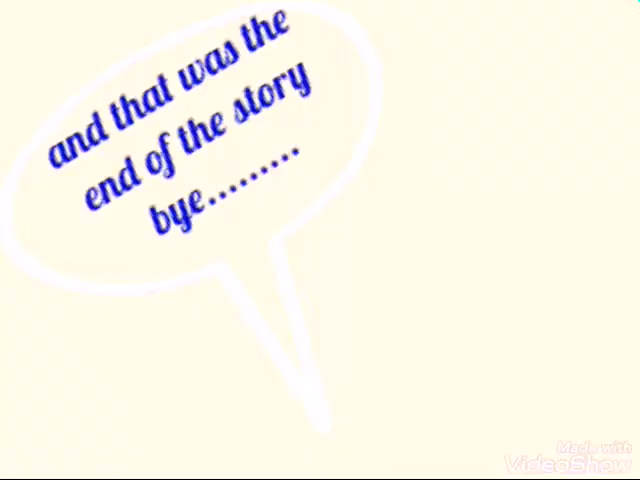 and that was the
end of the story
bye.........
Made with
VideoShow